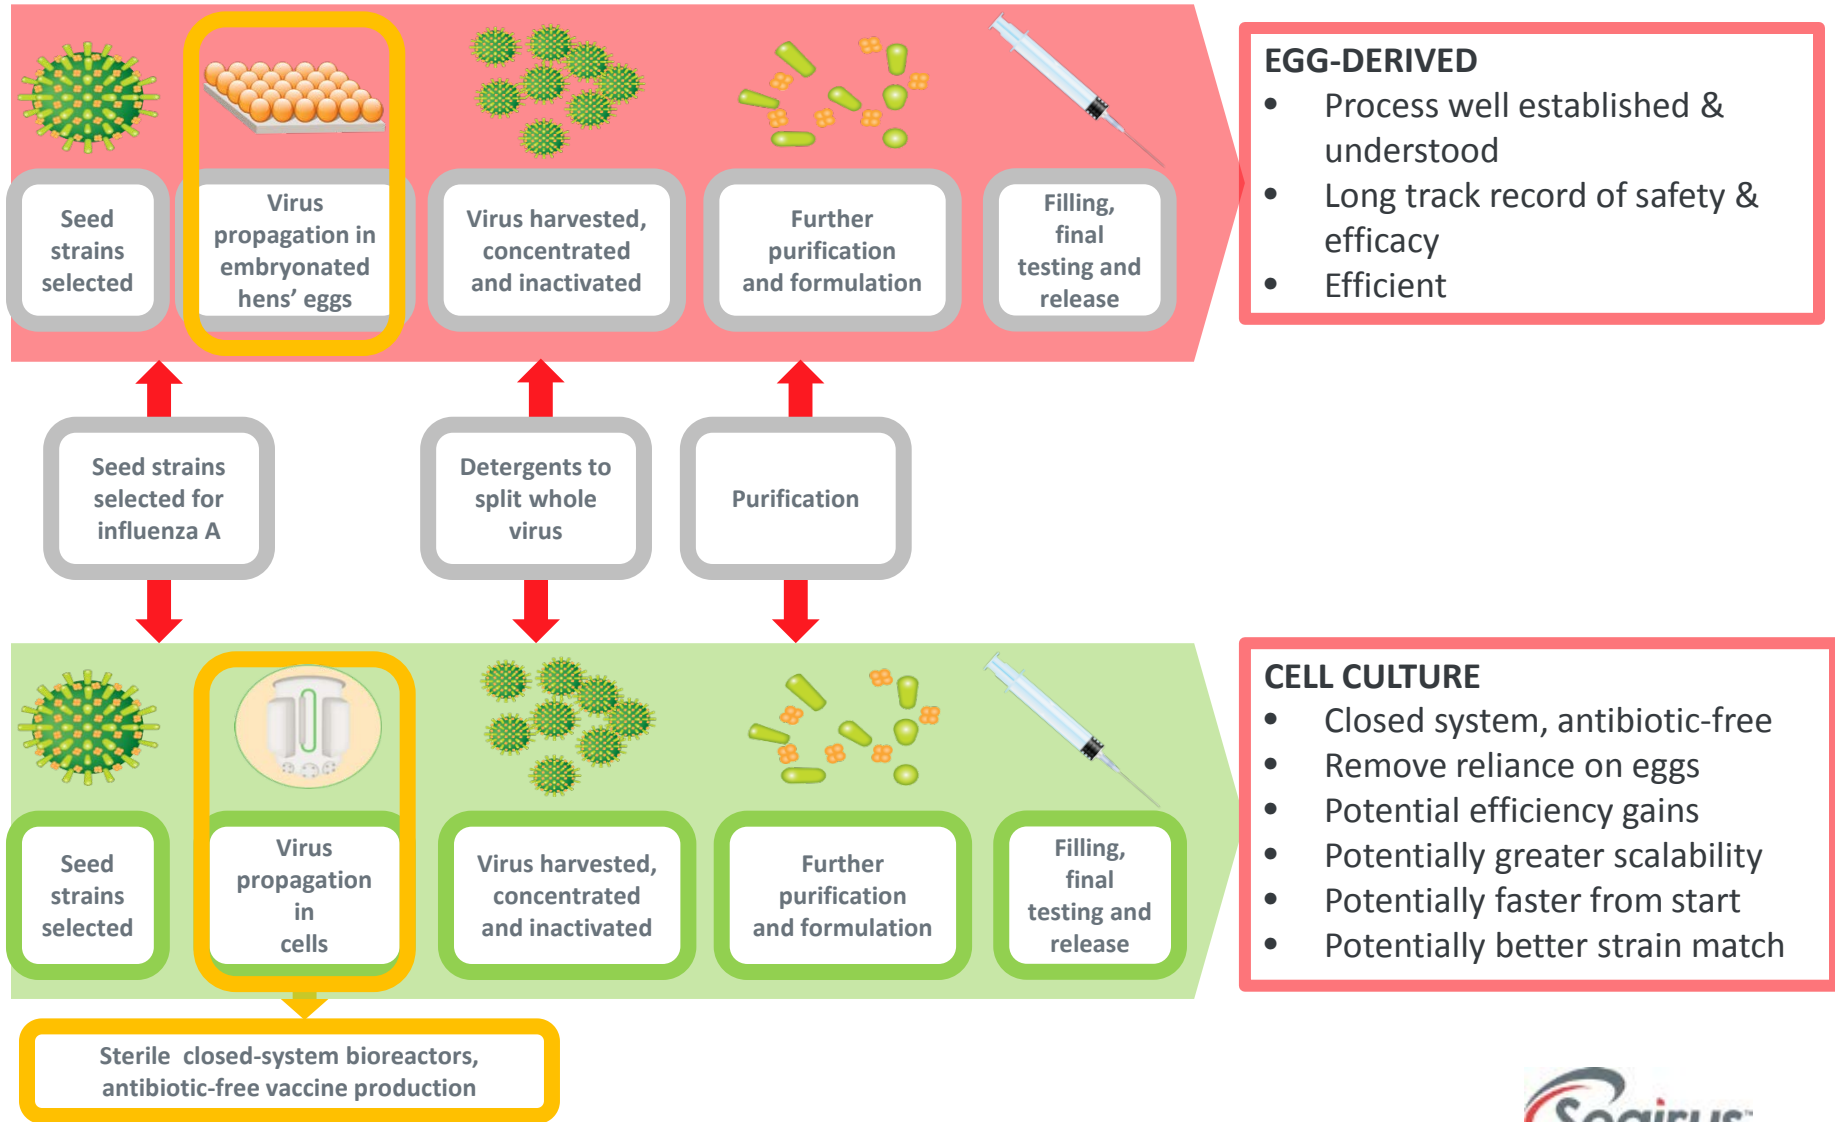 Seed
strains
selected
Virus
propagation in
embryonated
hens’ eggs
Virus harvested,
concentrated
and inactivated
Further
purification
and formulation
Filling,
final
testing and
release
EGG-DERIVED
• Process well established &
understood
• Long track record of safety &
efficacy
• Efficient
Seed strains
selected for
influenza A
Detergents to
split whole
virus
Purification
Seed
strains
selected
Virus
propagation
in
cells
Virus harvested,
concentrated
and inactivated
Further
purification
and formulation
Filling,
final
testing and
release
CELL CULTURE
• Closed system, antibiotic-free
• Remove reliance on eggs
• Potential efficiency gains
• Potentially greater scalability
• Potentially faster from start
• Potentially better strain match
Sterile closed-system bioreactors,
antibiotic-free vaccine production
Seqirus™